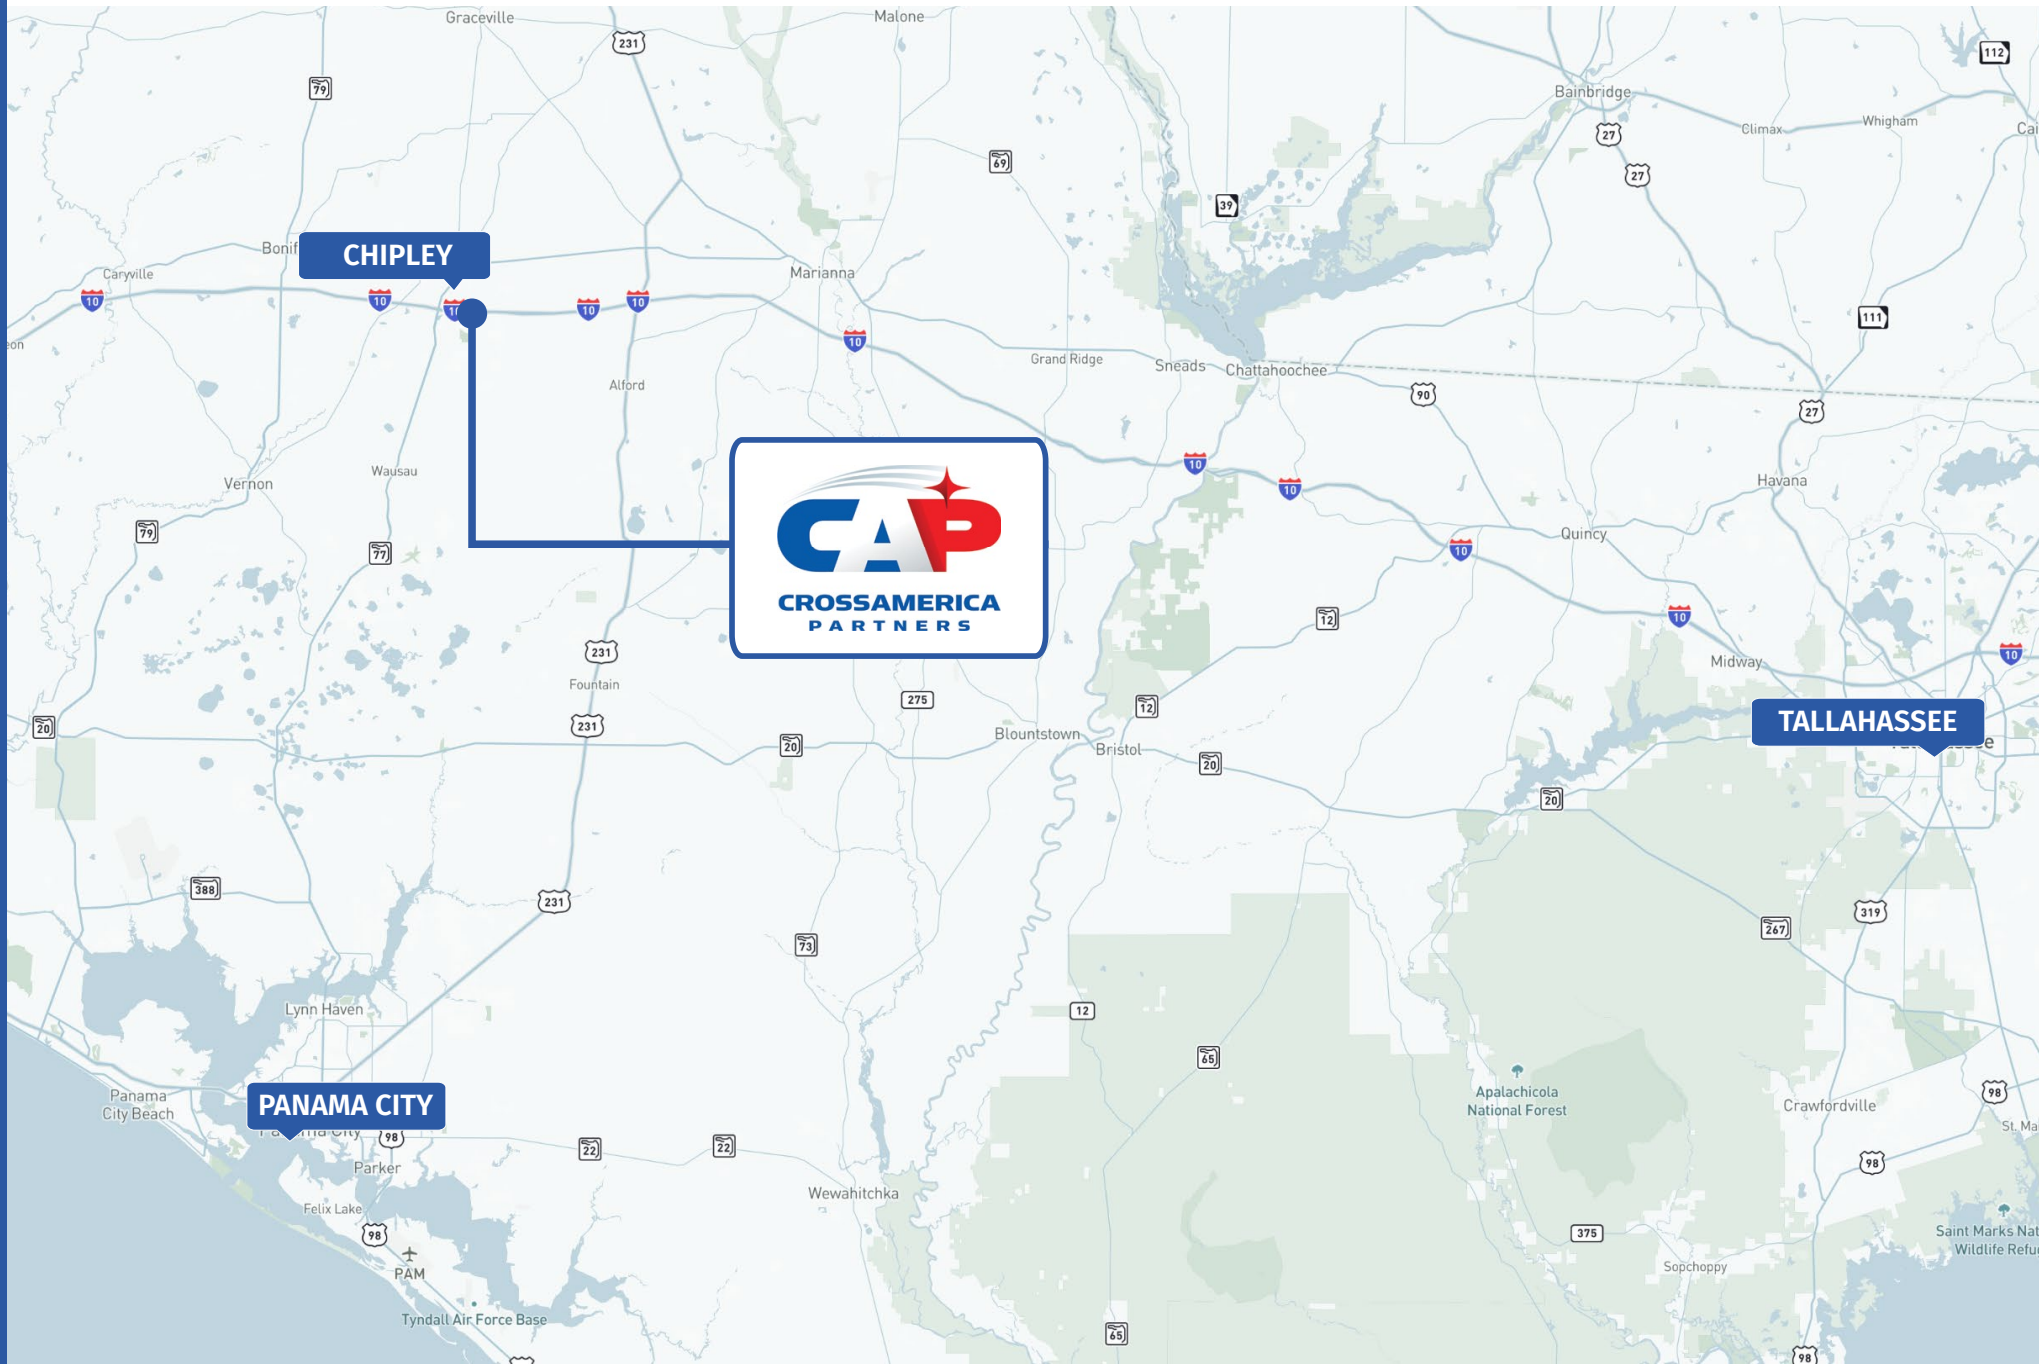 Graceville
Malone
231
112
79
Bainbridge
27
Climax
Whigham
69
27
39
CHIPLEY
Caryville
Marianna
10
10
10
10
111
10
Grand Ridge
Sneads
Chattahoochee
Alford
90
27
Wausau
Vernon
10
10
Havana
79
77
CAP
CROSSAMERICA
PARTNERS
Quincy
10
12
10
231
Fountain
Midway
10
275
12
TALLAHASSEE
20
231
20
Blountstown
Bristol
20
20
388
231
319
267
73
Lynn Haven
12
65
Panama
City Beach
PANAMA CITY
98
Apalachicola
National Forest
98
Crawfordville
22
22
Parker
98
Wewahitchka
Felix Lake
98
375
Saint Marks
PAM
Sopchoppy
Wildlife
Tyndall Air Force Base
65
98